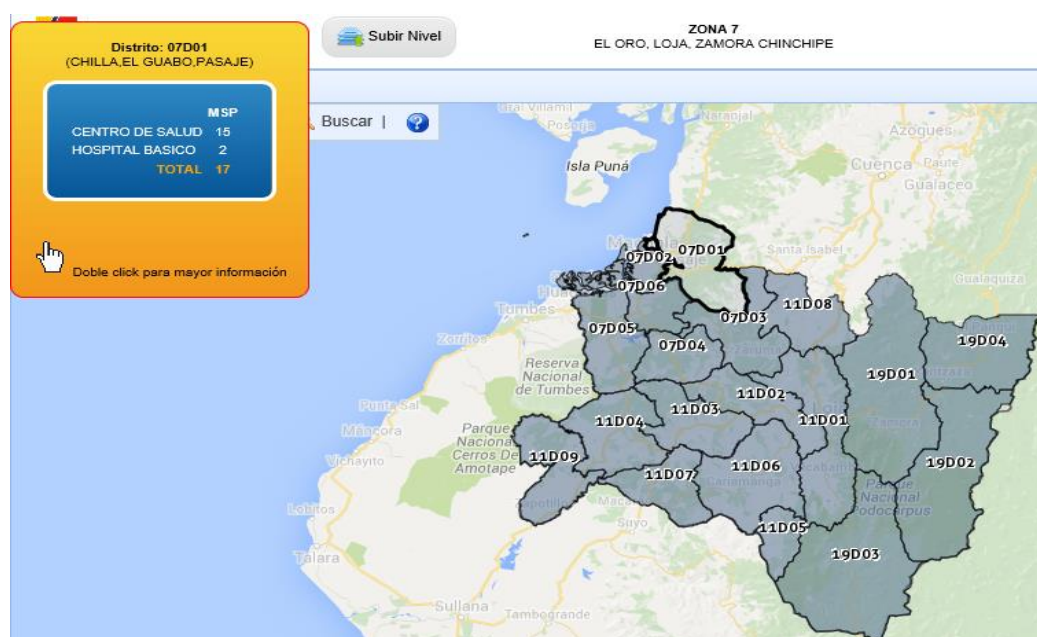 Distrito: 07D01
(CHILLA,EL GUABO,PASAJE)
MSP
CENTRO DE SALUD 15
HOSPITAL BASICO 2
TOTAL 17
Doble click para mayor información
Subir Nivel
ZONA 7
EL ORO, LOJA, ZAMORA CHINCHIPE
Buscar |
Naranjal
Azogues
Isla Puná
Cuenca
Paute
Gualaceo
07D02
07D01
Santa Isabel
Gualaquiza
07D06
Tumbes
07D03
11D08
07D05
07D04
19D04
Zorritos
Reserva
Nacional
de Tumbes
19D01
Punta Sal
11D02
11D03
11D04
11D01
Máncora
Parque
Nacional
Cerros De
Amotape
Vichayito
11D09
11D07
11D06
Cariamanga
19D02
Parque
Nacional
Podocarpus
Lobitos
Suyo
11D05
19D03
Talara
Sullana
Tambogrande